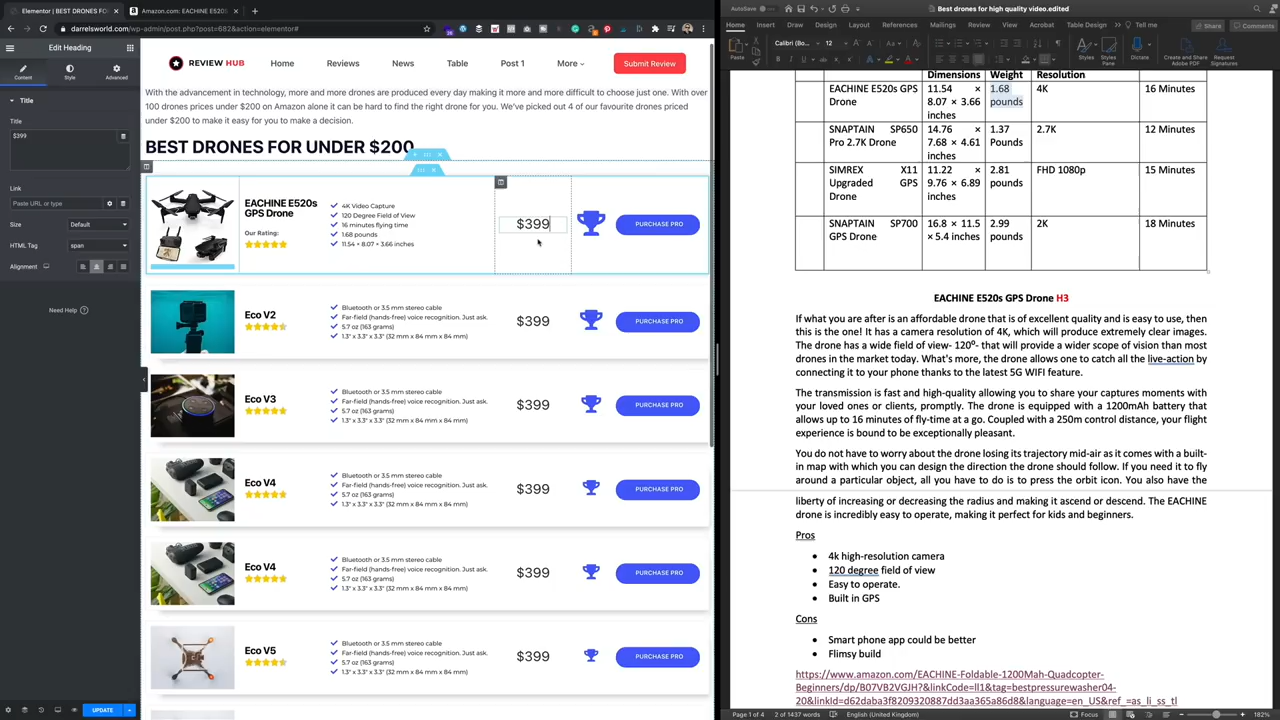 Elementor | BEST DRONES FOR
Amazon.com: EACHINE E520S
darrelsworld.com/wp-admin/post.php?post=682&action=elementor#
Edit Heading
Content
Style
Advanced
Title
Title
$399
Link
Paste URL or type
Size
Default
HTML Tag
span
Alignment
Need Help
UPDATE
REVIEW HUB
Home
Reviews
News
Table
Post 1
More
Submit Review
With the advancement in technology, more and more drones are produced every day making it more and more difficult to choose just one. With over
100 drones prices under $200 on Amazon alone it can be hard to find the right drone for you. We've picked out 4 of our favourite drones priced
under $200 to make it easy for you to make a decision.
BEST DRONES FOR UNDER $200
EACHINE E520s
GPS Drone
Our Rating:
4K Video Capture
120 Degree Field of View
16 minutes flying time
1.68 pounds
11.54 × 8.07 × 3.66 inches
$399
PURCHASE PRO
Eco V2
Bluetooth or 3.5 mm stereo cable
Far-field (hands-free) voice recognition. Just ask.
5.7 oz (163 grams)
1.3" x 3.3" x 3.3" (32 mm x 84 mm x 84 mm)
$399
PURCHASE PRO
Eco V3
Bluetooth or 3.5 mm stereo cable
Far-field (hands-free) voice recognition. Just ask.
5.7 oz (163 grams)
1.3" x 3.3" x 3.3" (32 mm x 84 mm x 84 mm)
$399
PURCHASE PRO
Eco V4
Bluetooth or 3.5 mm stereo cable
Far-field (hands-free) voice recognition. Just ask.
5.7 oz (163 grams)
1.3" x 3.3" x 3.3" (32 mm x 84 mm x 84 mm)
$399
PURCHASE PRO
Eco V4
Bluetooth or 3.5 mm stereo cable
Far-field (hands-free) voice recognition. Just ask.
5.7 oz (163 grams)
1.3" x 3.3" x 3.3" (32 mm x 84 mm x 84 mm)
$399
PURCHASE PRO
Eco V5
Bluetooth or 3.5 mm stereo cable
Far-field (hands-free) voice recognition. Just ask.
5.7 oz (163 grams)
1.3" x 3.3" x 3.3" (32 mm x 84 mm x 84 mm)
$399
PURCHASE PRO
AutoSave
Best drones for high quality video.edited
Home Insert Draw Design Layout References Mailings Review View Acrobat Table Design >> Tell me
Share
Comments
Paste
Calibri (Bo...
12
Styles
Styles Pane
Dictate
Create and Share Adobe PDF
Request Signatures
Dimensions Weight Resolution
EACHINE E520s GPS 11.54 × 1.68 4K 16 Minutes
Drone 8.07 × 3.66 pounds
inches
SNAPTAIN SP650 14.76 × 1.37 2.7K 12 Minutes
Pro 2.7K Drone 7.68 × 4.61 Pounds
inches
SIMREX X11 11.22 × 2.81 FHD 1080p 15 Minutes
Upgraded GPS 9.76 × 6.89 pounds
Drone inches
SNAPTAIN SP700 16.8 × 11.5 2.99 2K 18 Minutes
GPS Drone × 5.4 inches pounds
EACHINE E520s GPS Drone H3
If what you are after is an affordable drone that is of excellent quality and is easy to use, then
this is the one! It has a camera resolution of 4K, which will produce extremely clear images.
The drone has a wide field of view- 120⁰- that will provide a wider scope of vision than most
drones in the market today. What's more, the drone allows one to catch all the live-action by
connecting it to your phone thanks to the latest 5G WIFI feature.
The transmission is fast and high-quality allowing you to share your captures moments with
your loved ones or clients, promptly. The drone is equipped with a 1200mAh battery that
allows up to 16 minutes of fly-time at a go. Coupled with a 250m control distance, your flight
experience is bound to be exceptionally pleasant.
You do not have to worry about the drone losing its trajectory mid-air as it comes with a built-
in map with which you can design the direction the drone should follow. If you need it to fly
around a particular object, all you have to do is to press the orbit icon. You also have the
liberty of increasing or decreasing the radius and making it ascend or descend. The EACHINE
drone is incredibly easy to operate, making it perfect for kids and beginners.
Pros
4k high-resolution camera
120 degree field of view
Easy to operate.
Built in GPS
Cons
Smart phone app could be better
Flimsy build
https://www.amazon.com/EACHINE-Foldable-1200Mah-Quadcopter-
Beginners/dp/B07VB2VGJH?&linkCode=ll1&tag=bestpressurewasher04-
20&linkId=d62daba3f8209320887dd363a365a86d8&language=en_US&ref_=as_li_ss_tl
Page 1 of 4 2 of 1437 words English (United Kingdom) Focus 182%